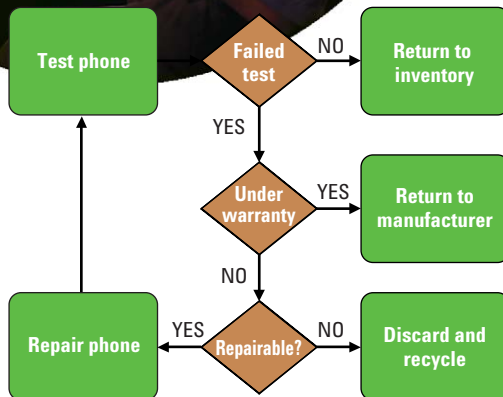 Test phone
Failed
test
NO
Return to
inventory
YES
Under
warranty
YES
Return to
manufacturer
NO
Repair phone
YES
Repairable?
NO
Discard and
recycle